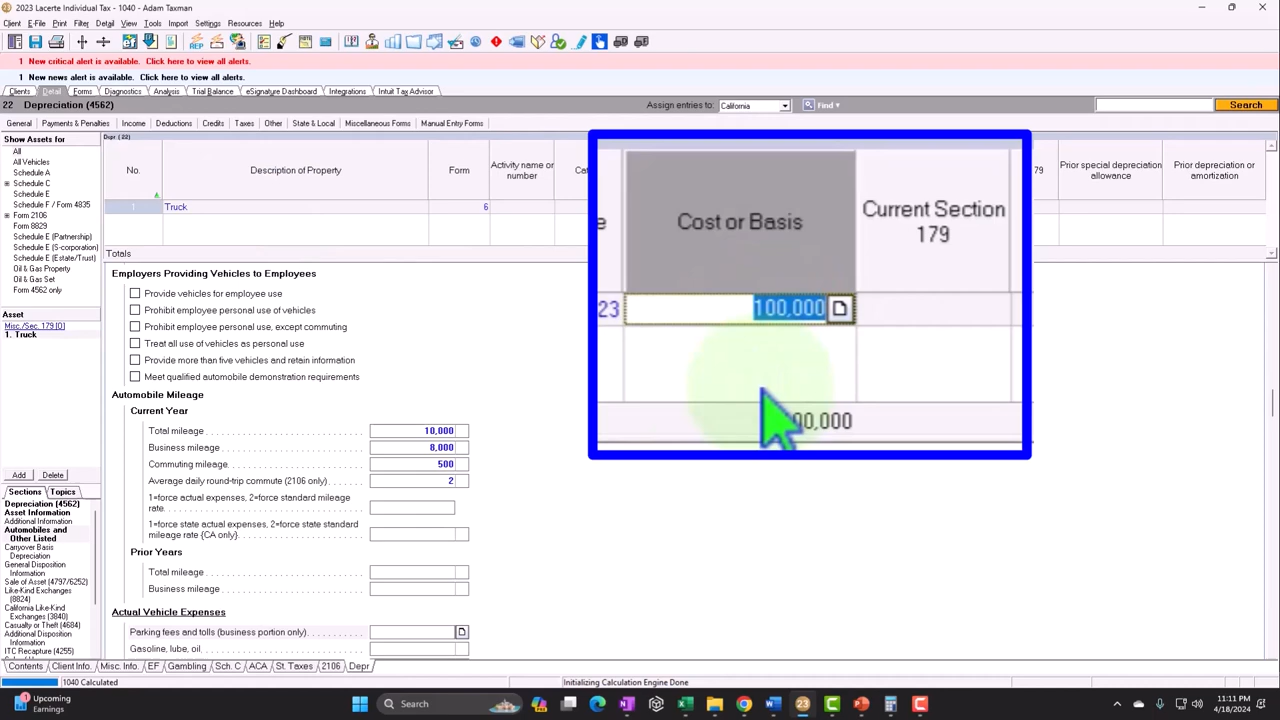 2023 Lacerte Individual Tax - 1040 - Adam Taxman
Client E-File Print Filter Detail View Tools Import Settings Resources Help
1 New critical alert is available. Click here to view all alerts.
1 New news alert is available. Click here to view all alerts.
Clients Detail Forms Diagnostics Analysis Trial Balance eSignature Dashboard Integrations Intuit Tax Advisor
22 Depreciation (4562) Assign entries to: California Find Search
General Payments & Penalties Income Deductions Credits Taxes Other State & Local Miscellaneous Forms Manual Entry Forms
Show Assets for
All
All Vehicles
Schedule A
Schedule C
Schedule E
Schedule F / Form 4835
Form 2106
Form 8829
Schedule E (Partnership)
Schedule E (S-corporation)
Schedule E (Estate/Trust)
Oil & Gas Property
Oil & Gas Set
Form 4562 only
Asset
Misc./Sec. 179 [O]
1. Truck
Add Delete
Sections Topics
Depreciation (4562)
Asset Information
Additional Information
Automobiles and
Other Listed
Carryover Basis
Depreciation
General Disposition
Information
Sale of Asset (4797/6252)
Like-Kind Exchanges
(8824)
California Like-Kind
Exchanges (3840)
Casualty or Theft (4684)
Additional Disposition
Information
ITC Recapture (4255)
Depr (22)
No. Description of Property Form Activity name or number 79 Prior special depreciation allowance Prior depreciation or amortization
1 Truck 6
Totals
e Cost or Basis Current Section 179
23 100,000
00,000
Employers Providing Vehicles to Employees
Provide vehicles for employee use
Prohibit employee personal use of vehicles
Prohibit employee personal use, except commuting
Treat all use of vehicles as personal use
Provide more than five vehicles and retain information
Meet qualified automobile demonstration requirements
Automobile Mileage
Current Year
Total mileage 10,000
Business mileage 8,000
Commuting mileage 500
Average daily round-trip commute (2106 only) 2
1=force actual expenses, 2=force standard mileage
rate
1=force state actual expenses, 2=force state standard
mileage rate {CA only}
Prior Years
Total mileage
Business mileage
Actual Vehicle Expenses
Parking fees and tolls (business portion only)
Gasoline, lube, oil
Contents Client Info. Misc. Info. EF Gambling Sch. C ACA St. Taxes 2106 Depr
1040 Calculated Initializing Calculation Engine Done
Upcoming
Earnings
Search
11:11 PM
4/18/2024